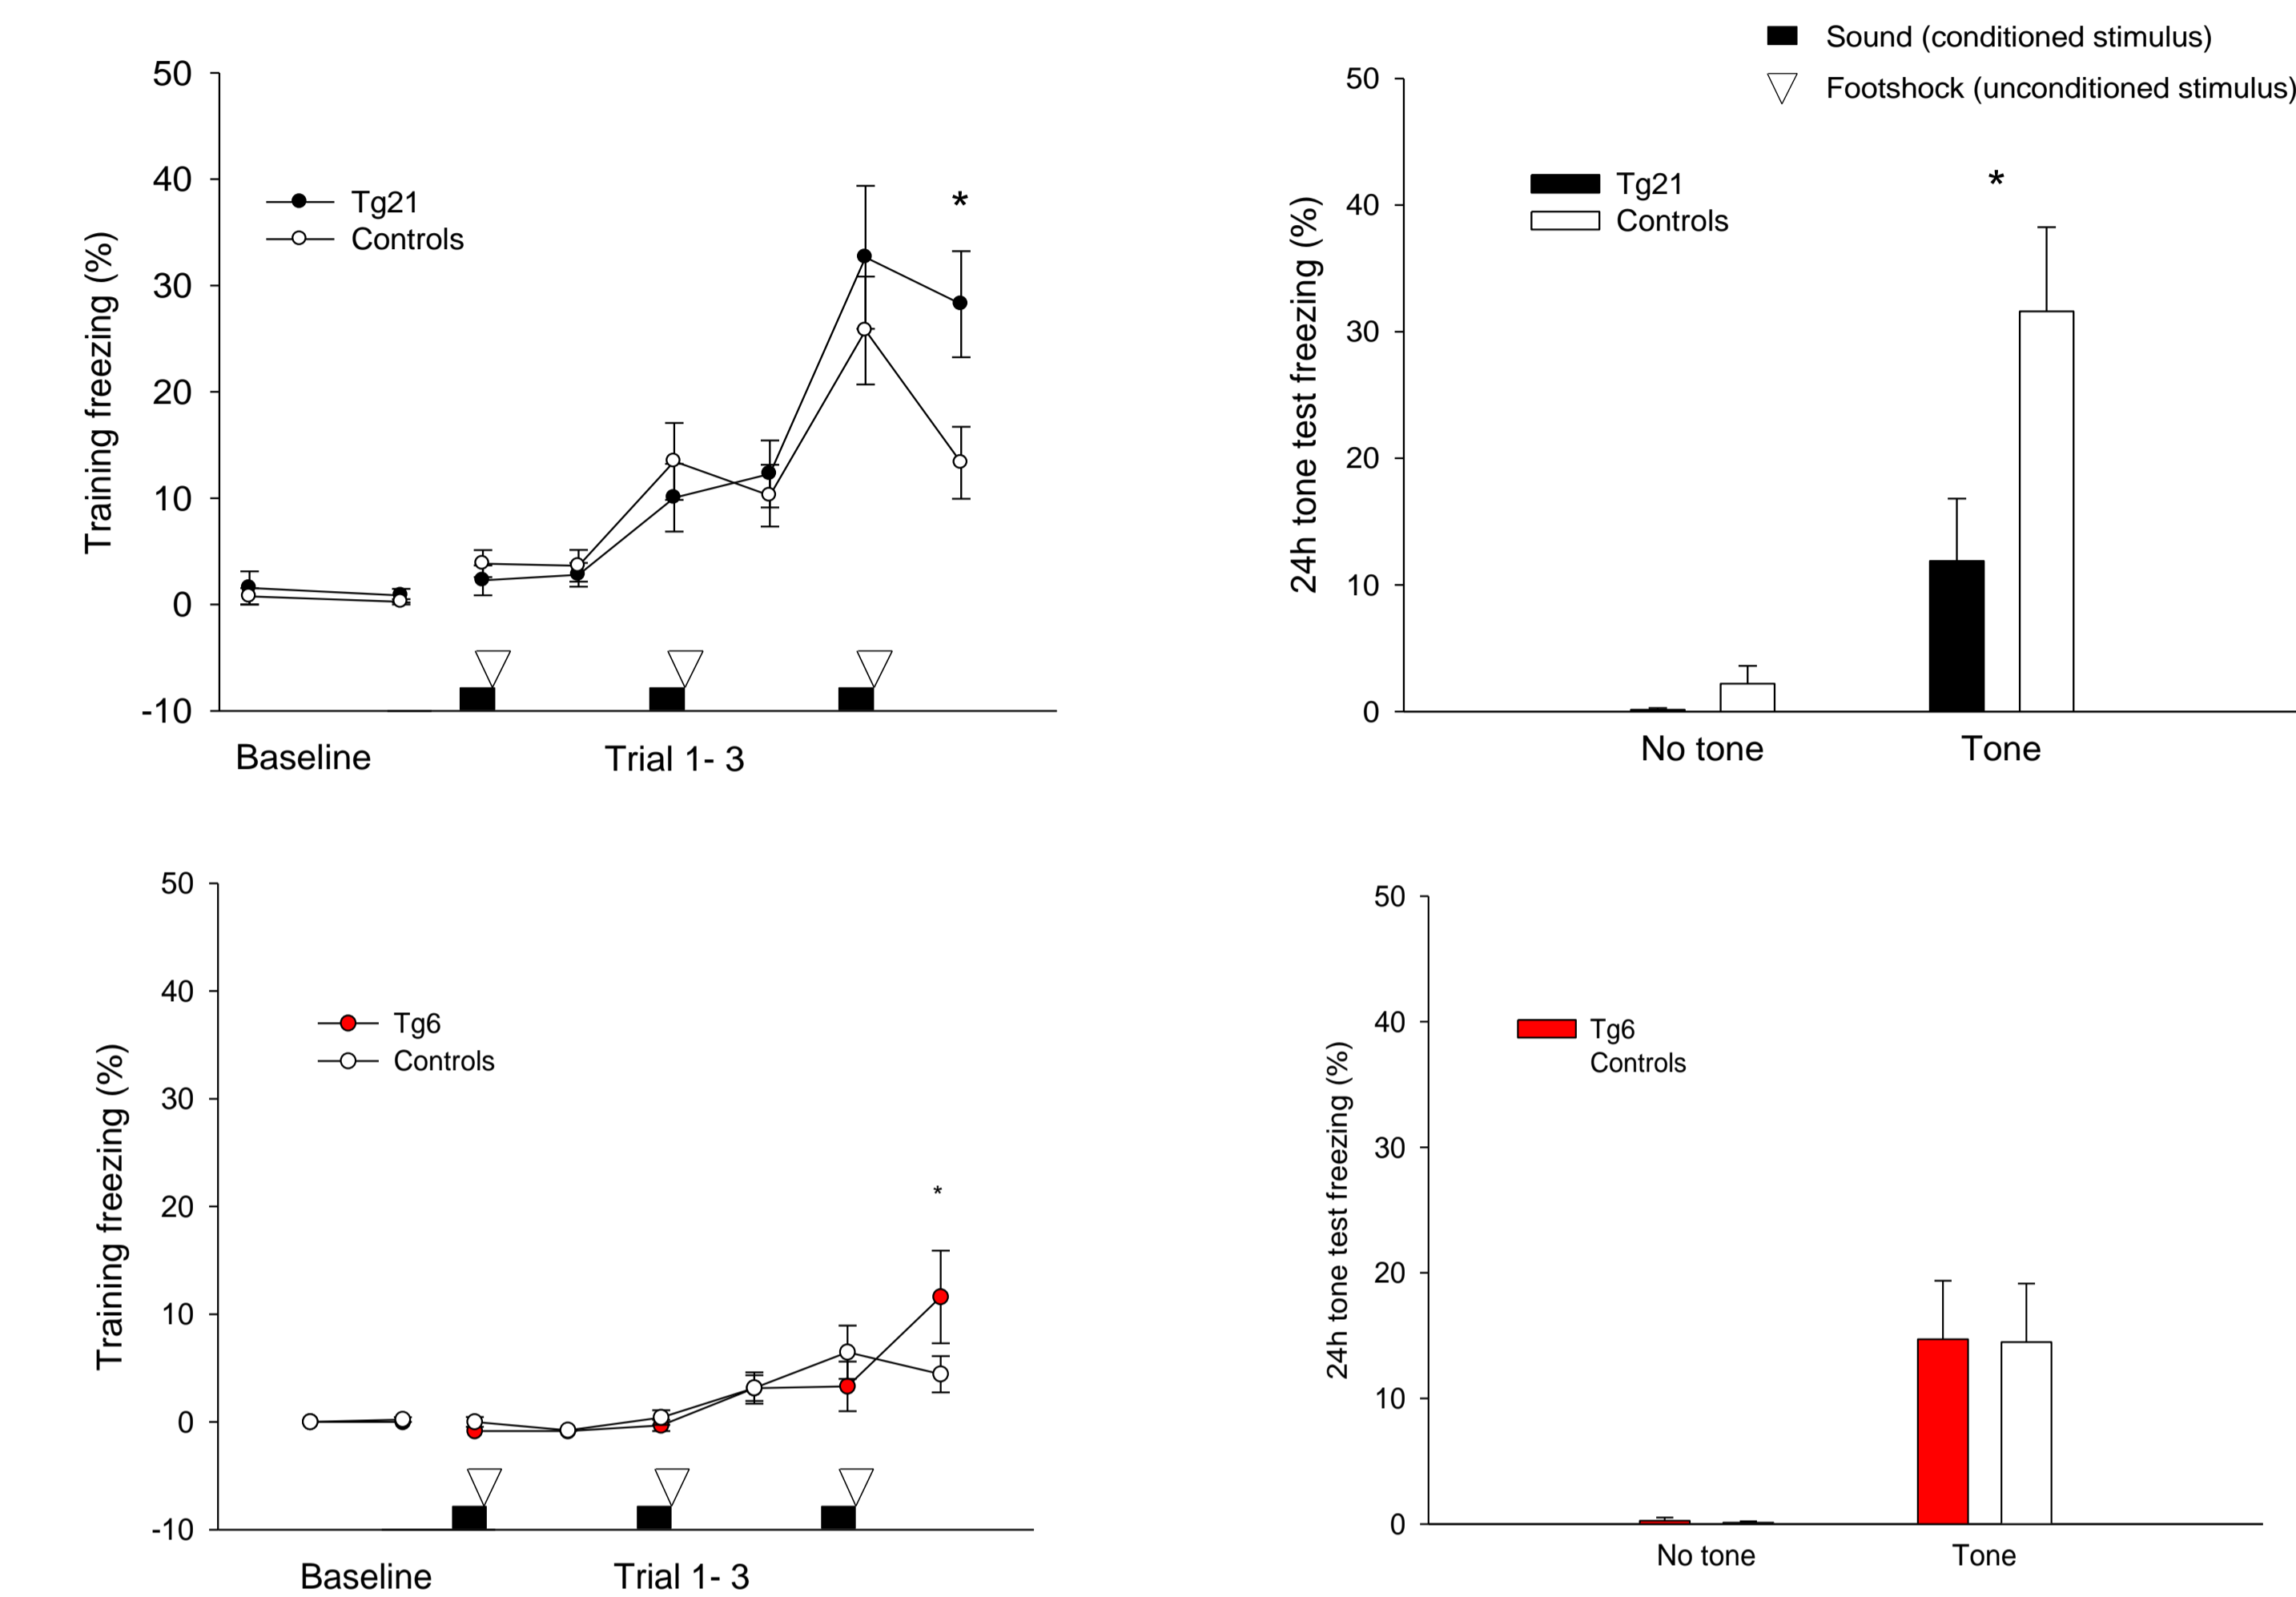 Sound (conditioned stimulus)
Footshock (unconditioned stimulus)
50
40
30
20
10
0
-10
Training freezing (%)
Tg21
Controls
*
Baseline
Trial 1- 3
50
40
30
20
10
0
24h tone test freezing (%)
Tg21
Controls
*
No tone
Tone
50
40
30
20
10
0
-10
Training freezing (%)
Tg6
Controls
*
Baseline
Trial 1- 3
50
40
30
20
10
0
24h tone test freezing (%)
Tg6
Controls
No tone
Tone